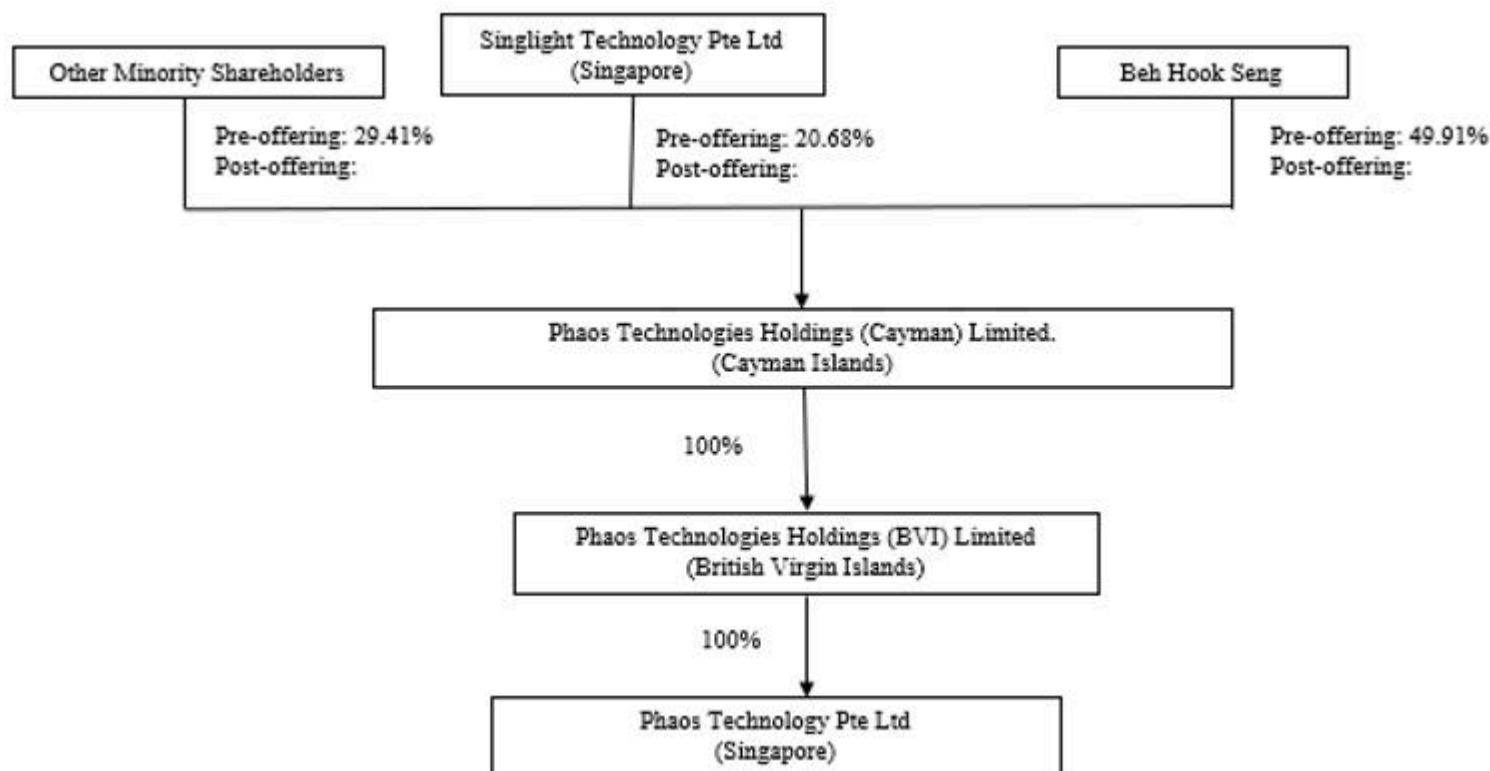 Other Minority Shareholders
Singlight Technology Pte Ltd
(Singapore)
Beh Hook Seng
Pre-offering: 29.41%
Post-offering:
Pre-offering: 20.68%
Post-offering:
Pre-offering: 49.91%
Post-offering:
Phaos Technologies Holdings (Cayman) Limited.
(Cayman Islands)
100%
Phaos Technologies Holdings (BVI) Limited
(British Virgin Islands)
100%
Phaos Technology Pte Ltd
(Singapore)